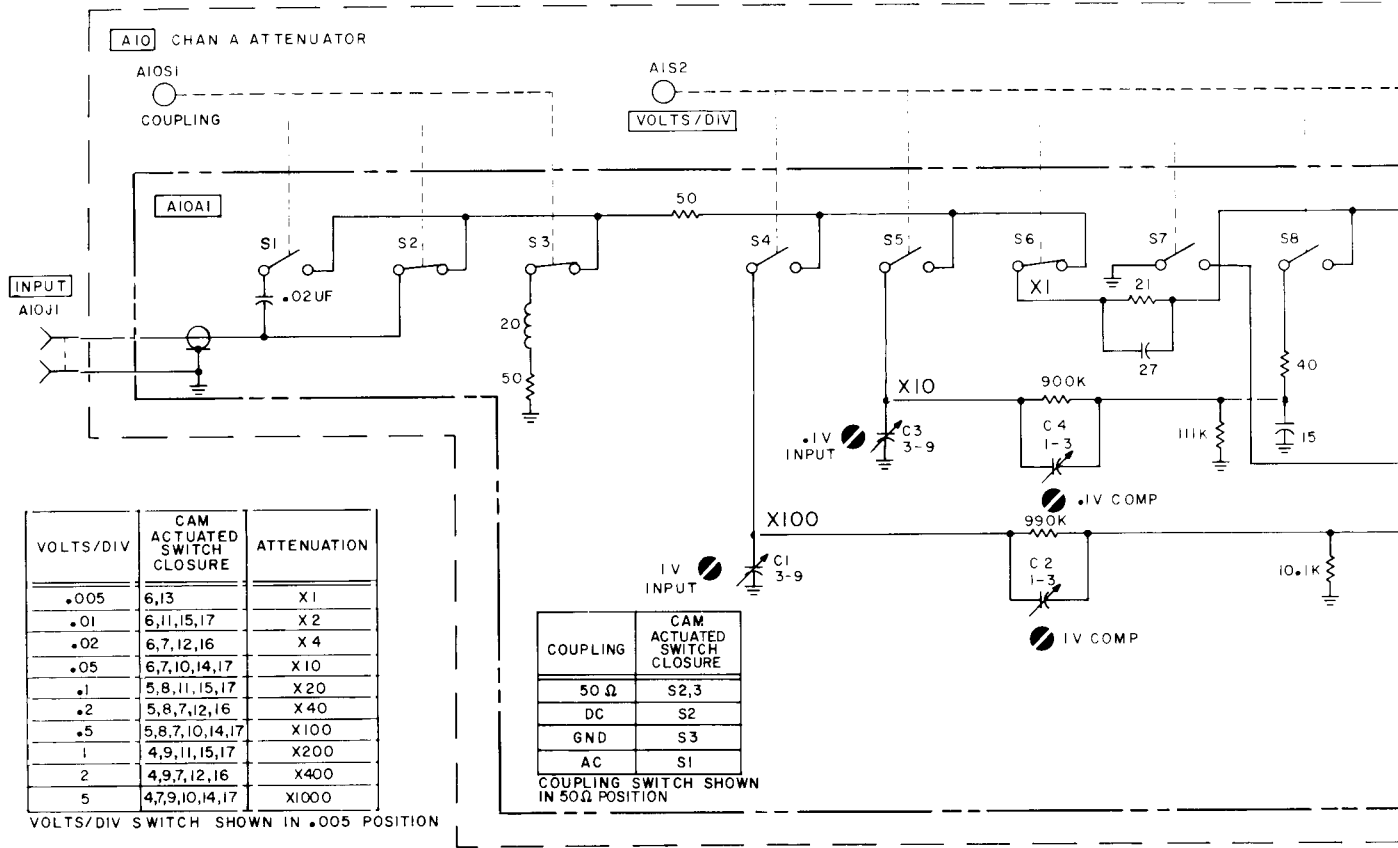 A10 CHAN A ATTENUATOR
A10S1
COUPLING
A1S2
VOLTS/DIV
A10A1
50
S1
S2
S3
S4
S5
S6
S7
S8
X1
21
27
.02UF
INPUT
A10J1
20
50
40
X10
900K
.1V
INPUT
C3
3-9
C4
1-3
111K
15
.1V COMP
X100
990K
1V
INPUT
C1
3-9
C2
1-3
10.1K
1V COMP
VOLTS/DIV CAM ACTUATED SWITCH CLOSURE ATTENUATION
.005 6,13 X1
.01 6,11,15,17 X2
.02 6,7,12,16 X4
.05 6,7,10,14,17 X10
.1 5,8,11,15,17 X20
.2 5,8,7,12,16 X40
.5 5,8,7,10,14,17 X100
1 4,9,11,15,17 X200
2 4,9,7,12,16 X400
5 4,7,9,10,14,17 X1000
VOLTS/DIV SWITCH SHOWN IN .005 POSITION
COUPLING CAM ACTUATED SWITCH CLOSURE
50 Ω S2,3
DC S2
GND S3
AC S1
COUPLING SWITCH SHOWN
IN 50Ω POSITION